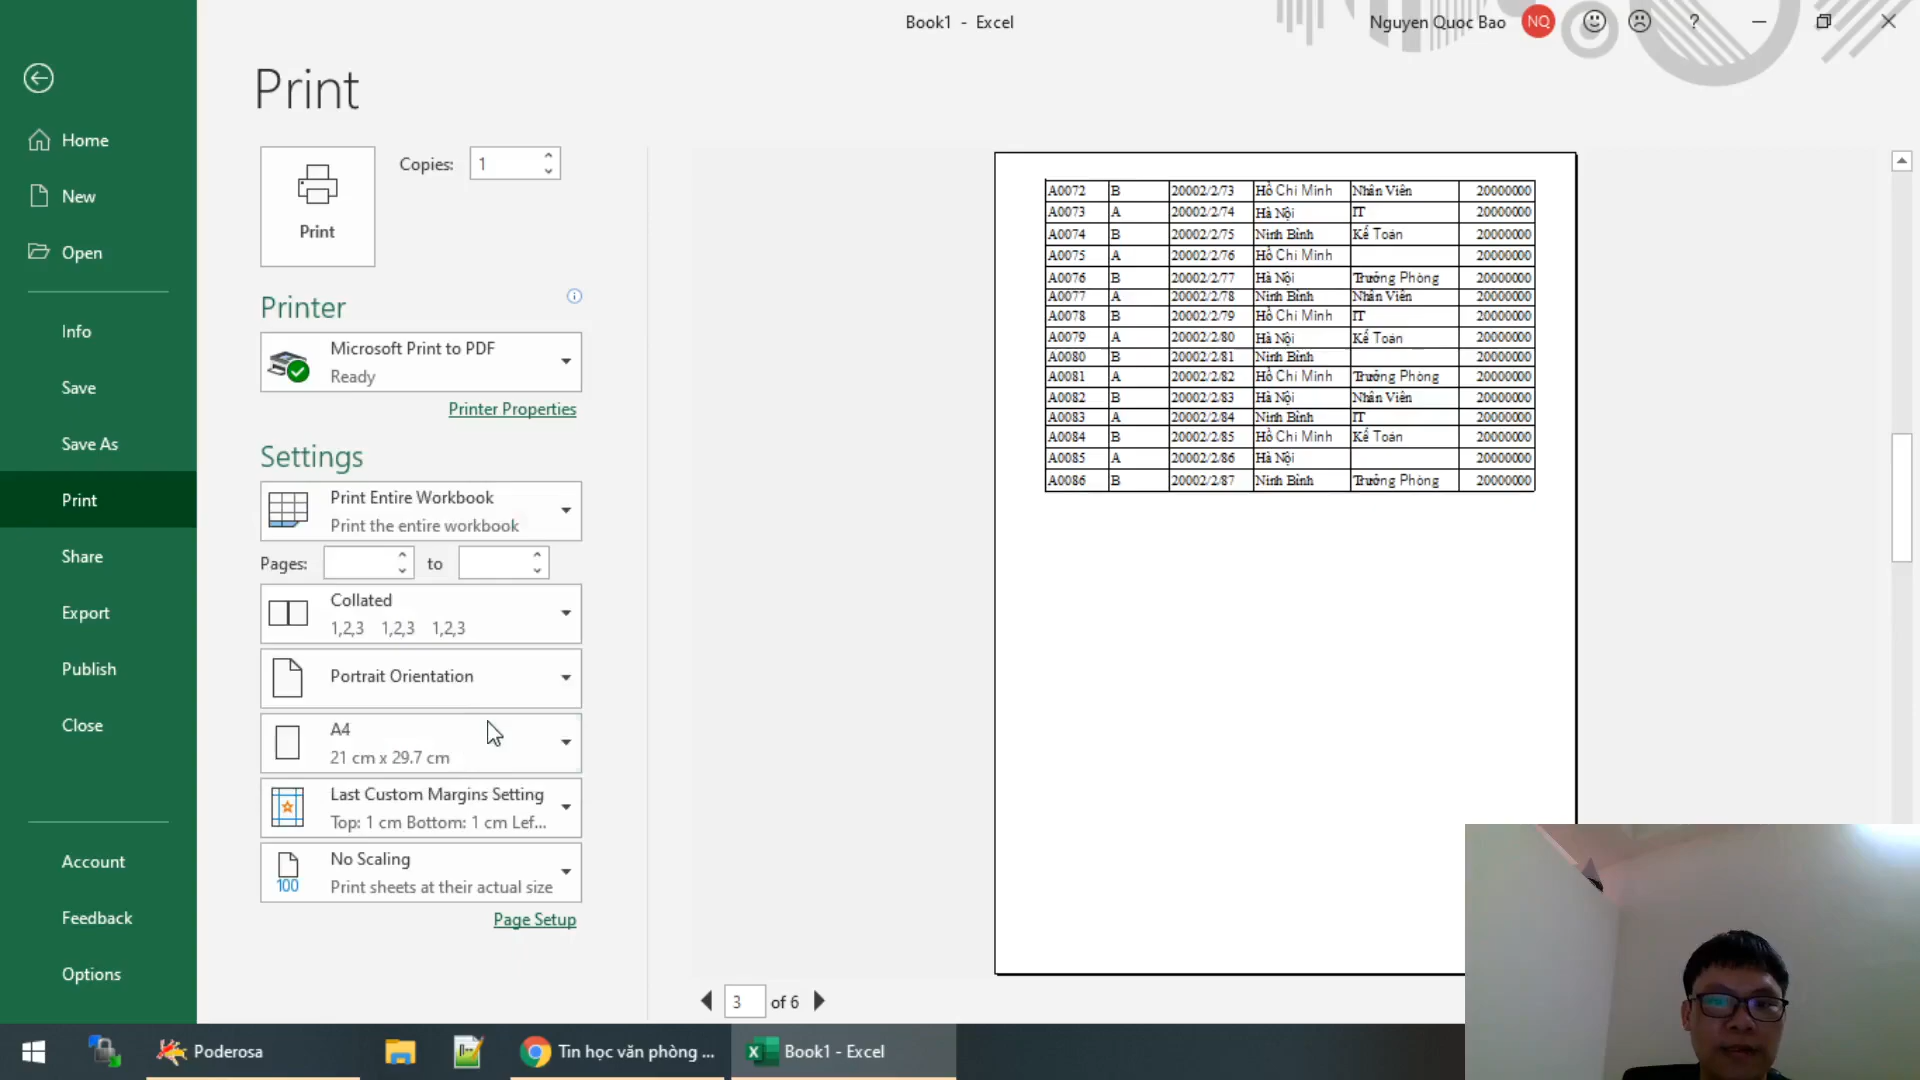 Book1 - Excel
Nguyen Quoc Bao NQ ?
Print
Home
New
Open
Info
Save
Save As
Print
Share
Export
Publish
Close
Account
Feedback
Options
Print
Copies: 1
Printer
Microsoft Print to PDF
Ready
Printer Properties
Settings
Print Entire Workbook
Print the entire workbook
Pages: to
Collated
1,2,3 1,2,3 1,2,3
Portrait Orientation
A4
21 cm x 29.7 cm
Last Custom Margins Setting
Top: 1 cm Bottom: 1 cm Lef...
100 No Scaling
Print sheets at their actual size
Page Setup
A0072 B 20002/2/73 Hồ Chí Minh Nhân Viên 20000000
A0073 A 20002/2/74 Hà Nội IT 20000000
A0074 B 20002/2/75 Ninh Bình Kế Toán 20000000
A0075 A 20002/2/76 Hồ Chí Minh 20000000
A0076 B 20002/2/77 Hà Nội Trưởng Phòng 20000000
A0077 A 20002/2/78 Ninh Bình Nhân Viên 20000000
A0078 B 20002/2/79 Hồ Chí Minh IT 20000000
A0079 A 20002/2/80 Hà Nội Kế Toán 20000000
A0080 B 20002/2/81 Ninh Bình 20000000
A0081 A 20002/2/82 Hồ Chí Minh Trưởng Phòng 20000000
A0082 B 20002/2/83 Hà Nội Nhân Viên 20000000
A0083 A 20002/2/84 Ninh Bình IT 20000000
A0084 B 20002/2/85 Hồ Chí Minh Kế Toán 20000000
A0085 A 20002/2/86 Hà Nội 20000000
A0086 B 20002/2/87 Ninh Bình Trưởng Phòng 20000000
3 of 6
Poderosa
Tin học văn phòng ...
Book1 - Excel